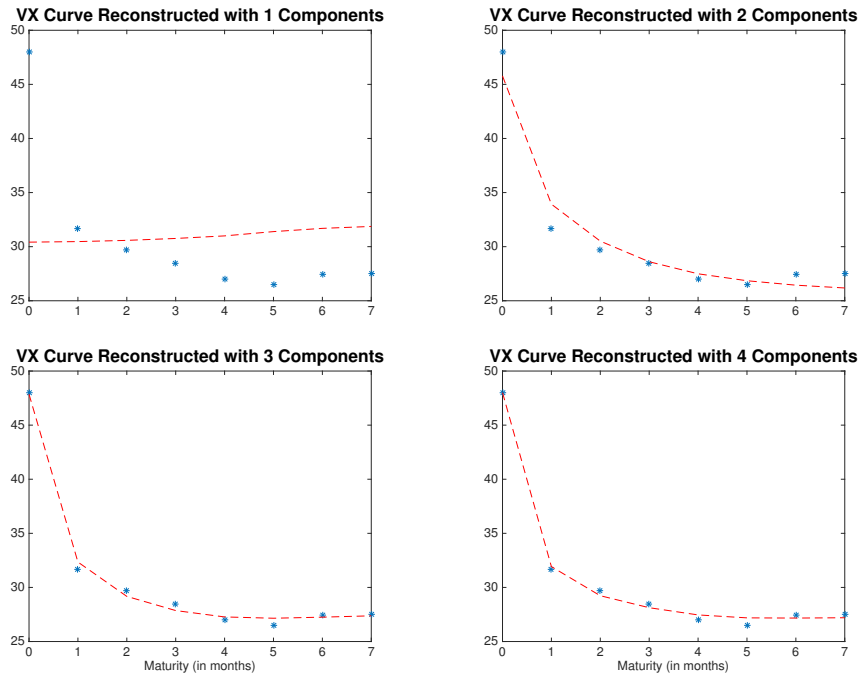 VX Curve Reconstructed with 1 Components
50
45
40
35
30
25
0 1 2 3 4 5 6 7
VX Curve Reconstructed with 2 Components
50
45
40
35
30
25
0 1 2 3 4 5 6 7
VX Curve Reconstructed with 3 Components
50
45
40
35
30
25
0 1 2 3 4 5 6 7
Maturity (in months)
VX Curve Reconstructed with 4 Components
50
45
40
35
30
25
0 1 2 3 4 5 6 7
Maturity (in months)